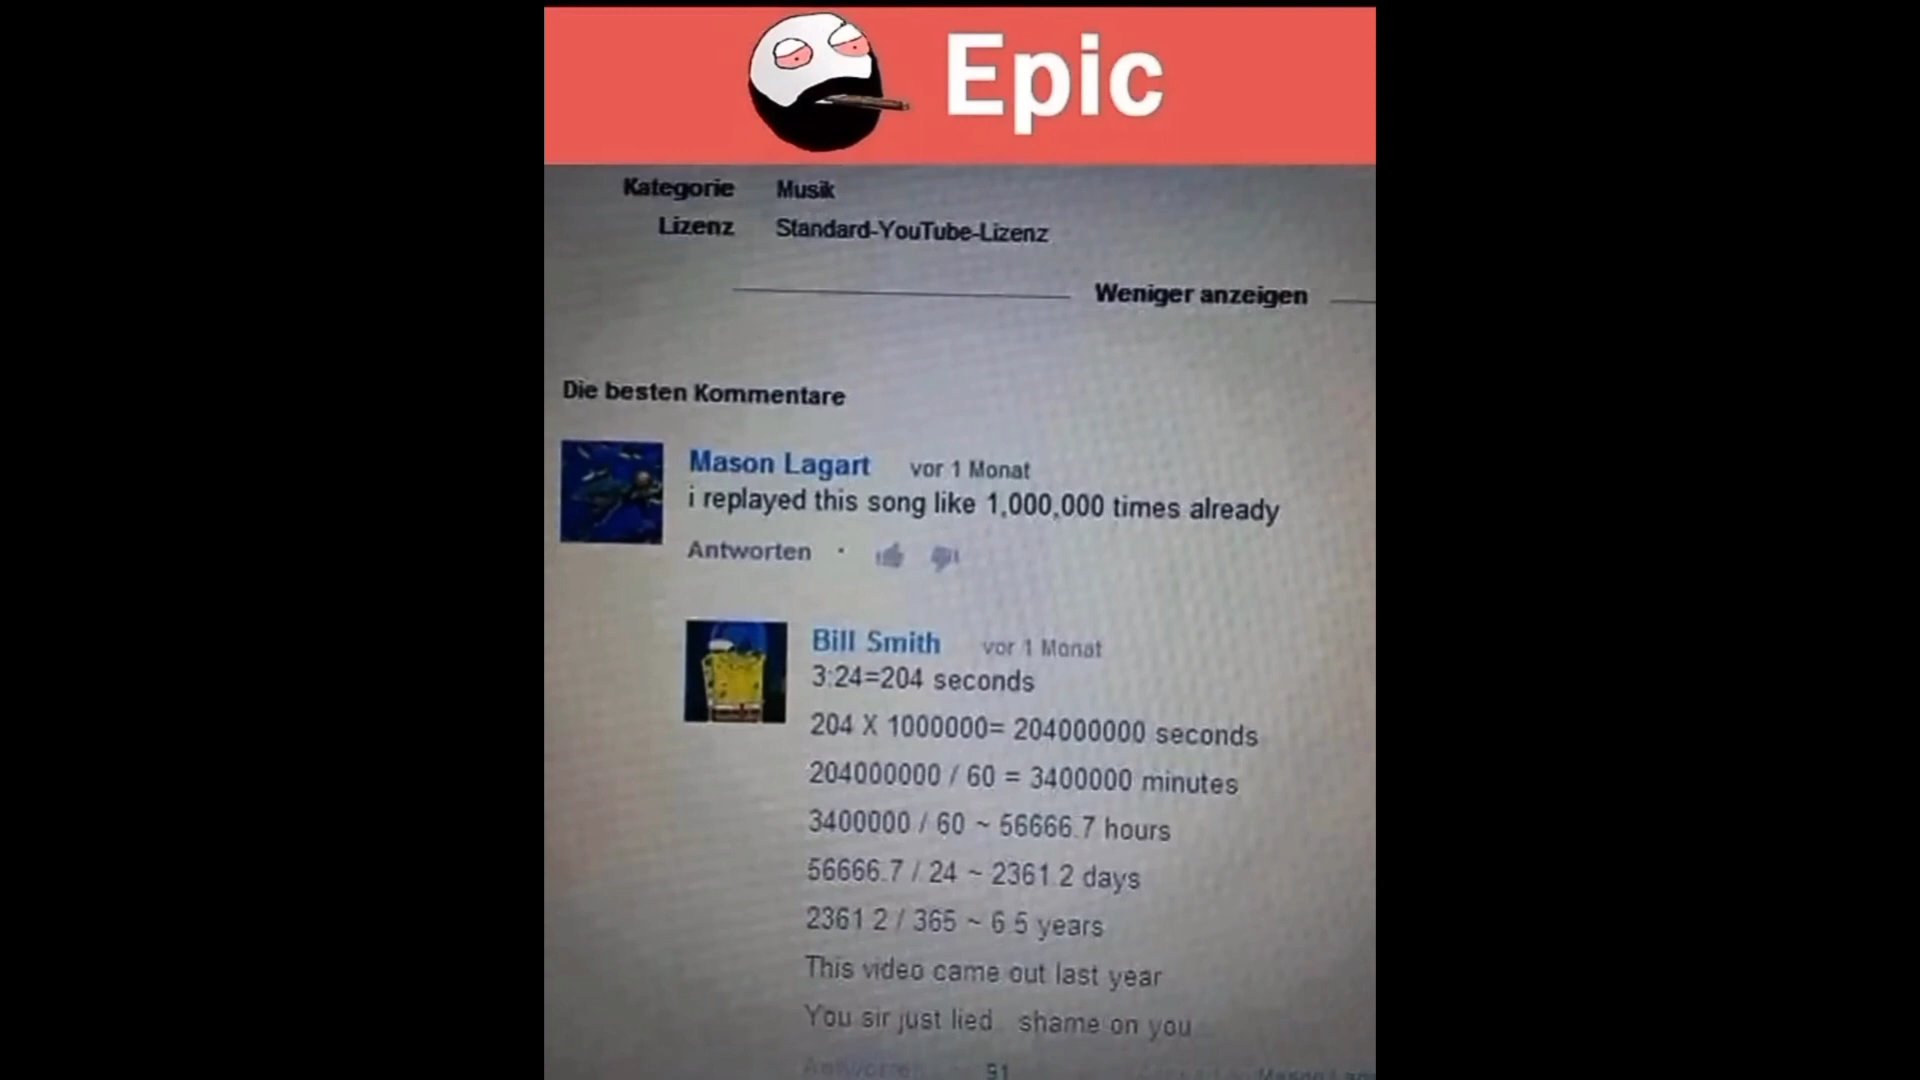 Epic
Kategorie Musik
Lizenz Standard-YouTube-Lizenz
Weniger anzeigen
Die besten Kommentare
Mason Lagart vor 1 Monat
i replayed this song like 1,000,000 times already
Antworten ·
Bill Smith vor 1 Monat
3:24=204 seconds
204 X 1000000= 204000000 seconds
204000000 / 60 = 3400000 minutes
3400000 / 60 ~ 56666.7 hours
56666.7 / 24 ~ 2361.2 days
2361.2 / 365 ~ 6.5 years
This video came out last year
You sir just lied.. shame on you...
Antworten 91